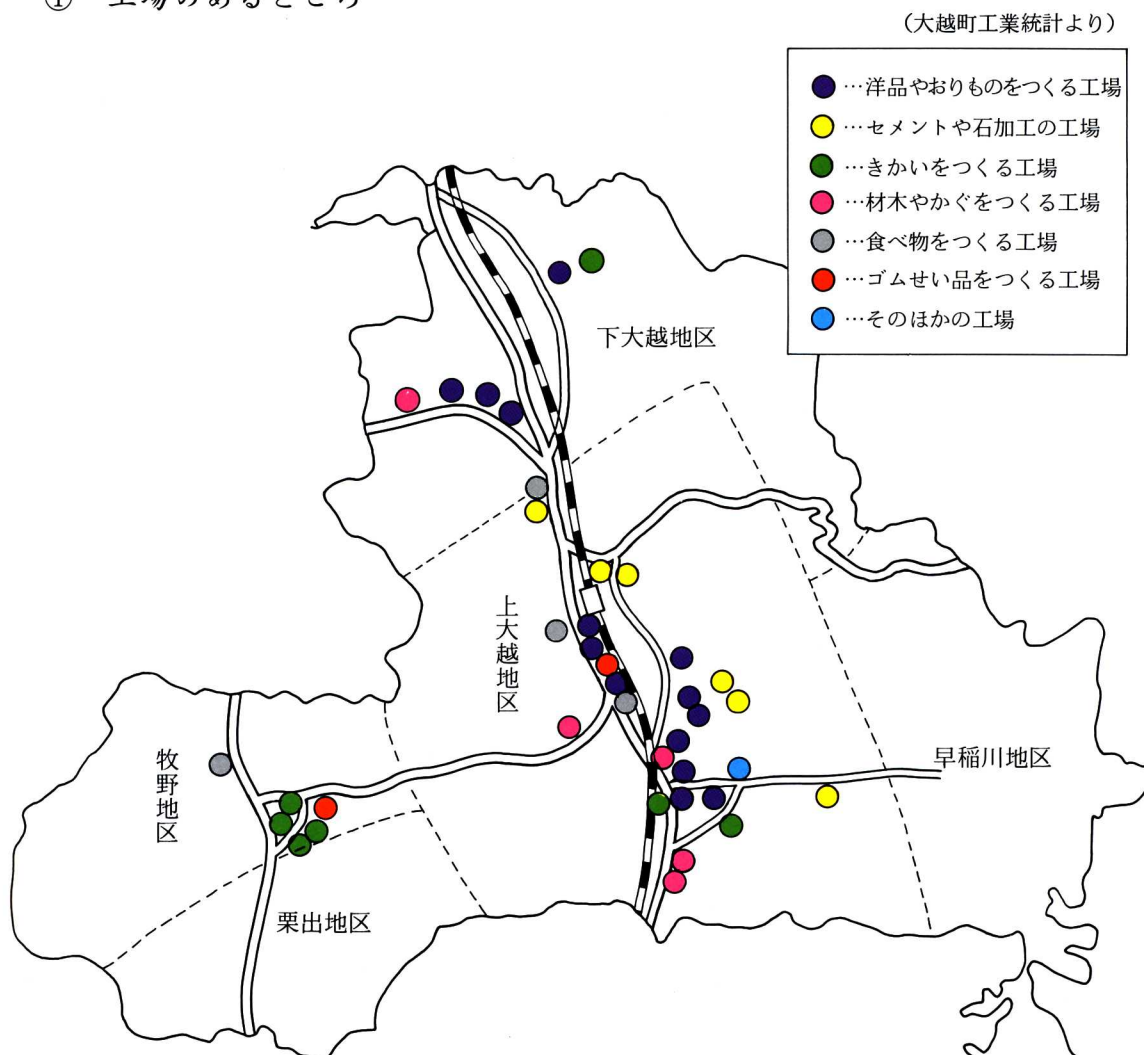 ① 工場のあるところ
(大越町工業統計より)
…洋品やおりものをつくる工場
…セメントや石加工の工場
…きかいをつくる工場
…材木やかぐをつくる工場
…食べ物をつくる工場
…ゴムせい品をつくる工場
…そのほかの工場
下大越地区
上大越地区
早稲川地区
牧野地区
栗出地区